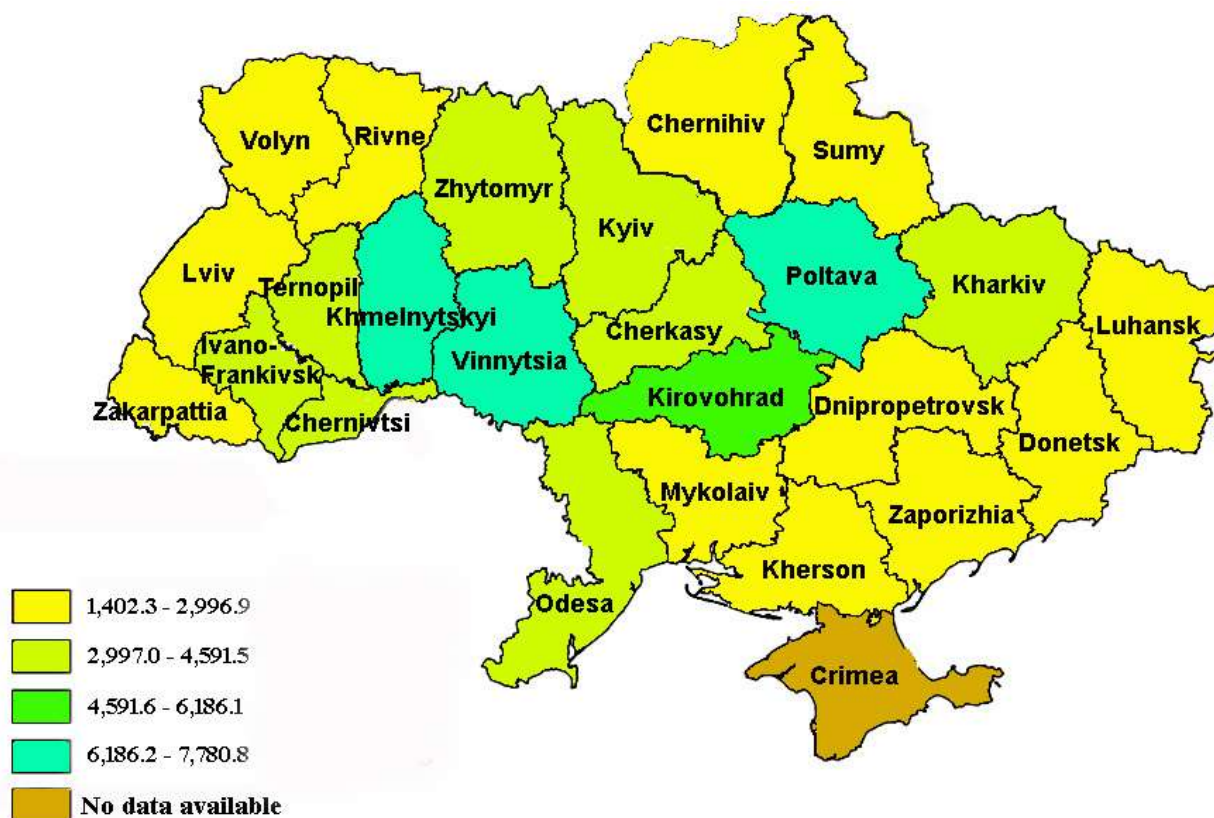 Chernihiv
Volyn
Rivne
Sumy
Zhytomyr
Kyiv
Lviv
Ternopil
Poltava
Kharkiv
Khmelnytskyi
Cherkasy
Luhansk
Ivano-
Frankivsk
Vinnytsia
Kirovohrad
Dnipropetrovsk
Zakarpattia
Chernivtsi
Donetsk
Mykolaiv
Zaporizhia
Kherson
Odesa
Crimea
1,402.3 - 2,996.9
2,997.0 - 4,591.5
4,591.6 - 6,186.1
6,186.2 - 7,780.8
No data available